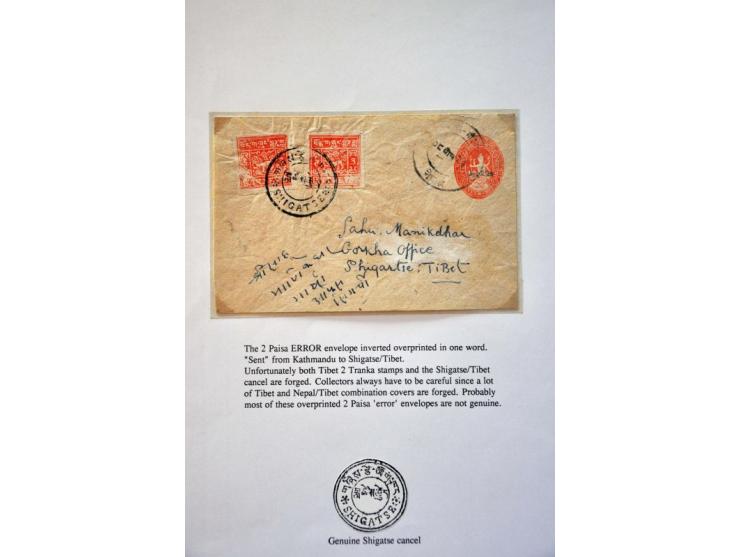 SHIGATSE
Sahu, Manikdhar
Gorkha Office
Shigartse: TiBet
The 2 Paisa ERROR envelope inverted overprinted in one word.
"Sent" from Kathmandu to Shigatse/Tibet.
Unfortunately both Tibet 2 Tranka stamps and the Shigatse/Tibet
cancel are forged. Collectors always have to be careful since a lot
of Tibet and Nepal/Tibet combination covers are forged. Probably
most of these overprinted 2 Paisa 'error' envelopes are not genuine.
SHIGATSE
Genuine Shigatse cancel